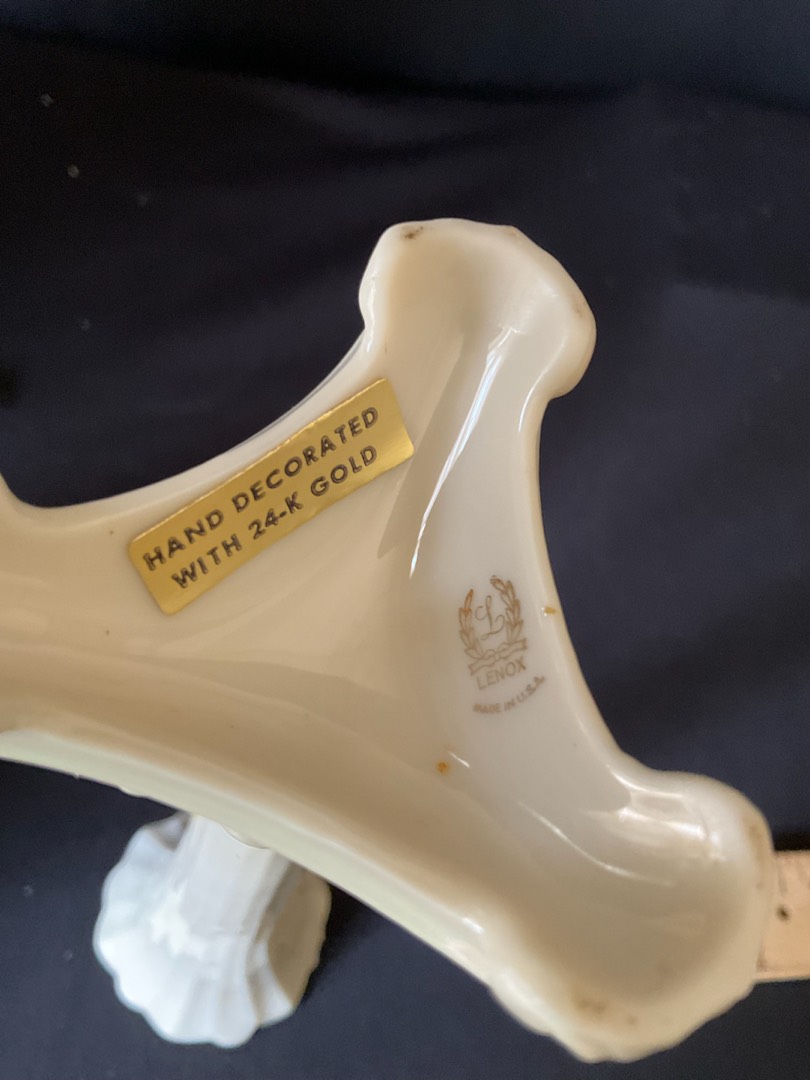 HAND DECORATED
WITH 24-K GOLD
L
LENOX
MADE IN U.S.A.